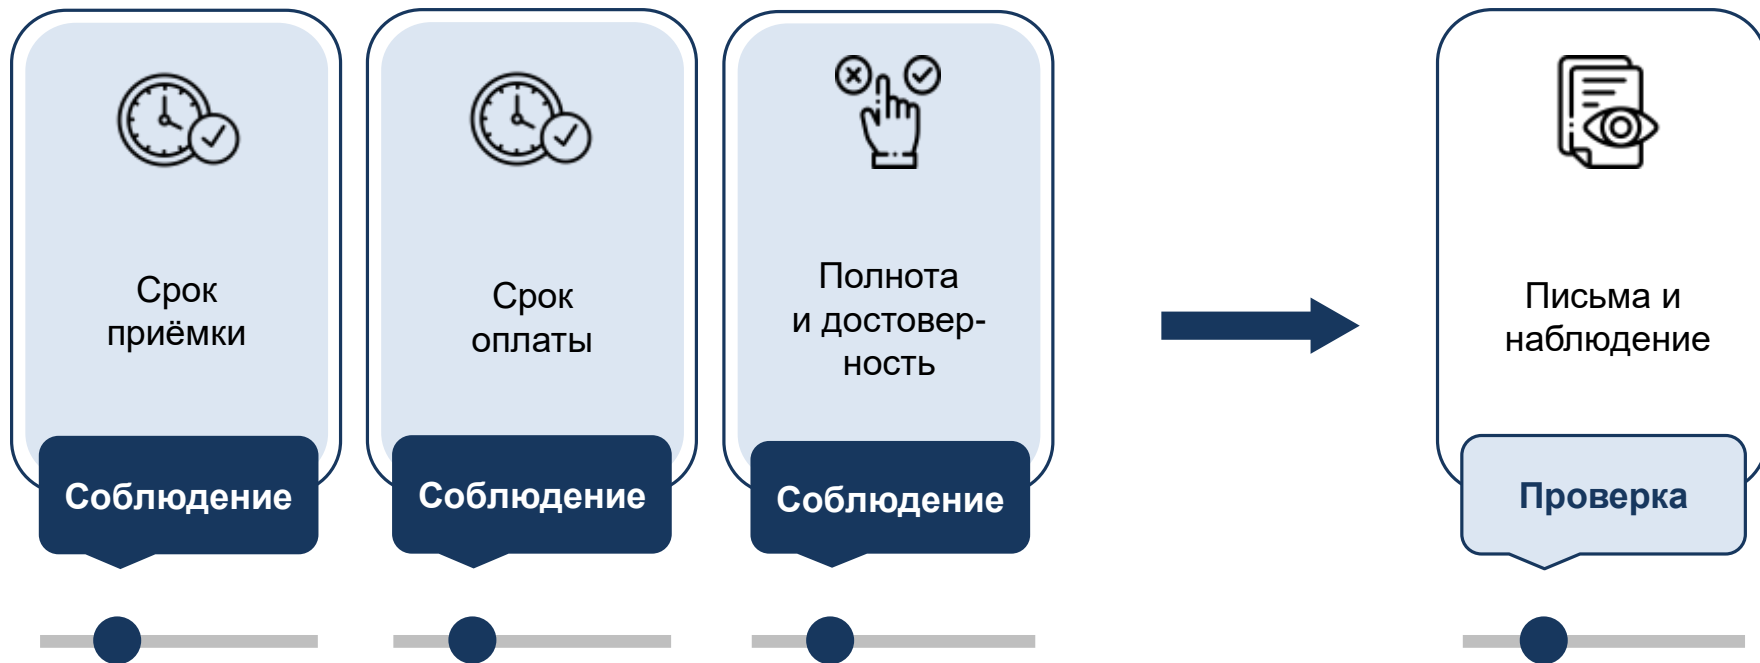 Срок
приёмки
Соблюдение
Срок
оплаты
Соблюдение
Полнота
и достовер-
ность
Соблюдение
Письма и
наблюдение
Проверка